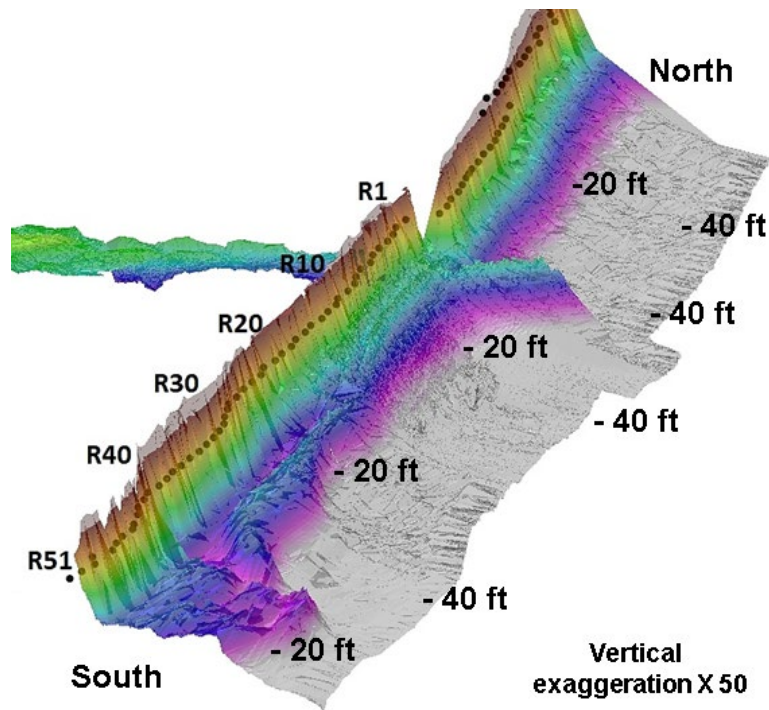 North
- 20 ft
R1
- 40 ft
R10
- 40 ft
R20
- 20 ft
R30
- 40 ft
R40
- 20 ft
R51
- 40 ft
- 20 ft
Vertical
exaggeration X 50
South